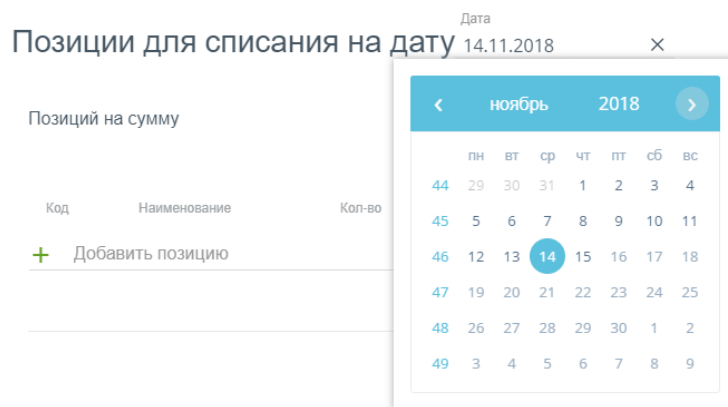 Дата
Позиции для списания на дату 14.11.2018
ноябрь 2018
Позиций на сумму
пн вт ср чт пт сб вс
44 29 30 31 1 2 3 4
Код Наименование Кол-во
45 5 6 7 8 9 10 11
Добавить позицию
46 12 13 14 15 16 17 18
47 19 20 21 22 23 24 25
48 26 27 28 29 30 1 2
49 3 4 5 6 7 8 9